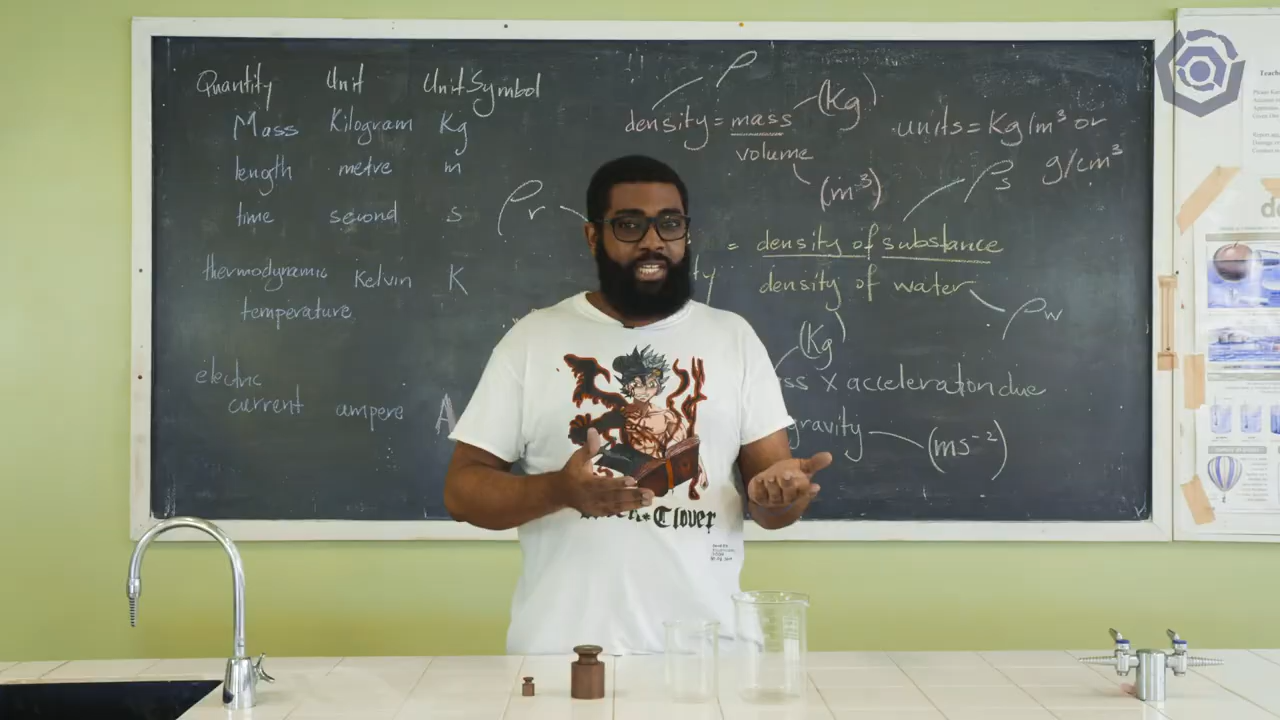 Quantity Unit Unit Symbol
Mass Kilogram Kg
length metre m
time second s
thermodynamic Kelvin K
temperature
electric
current ampere A
ρ
density = mass (Kg)
volume
(m³)
units = Kg/m³ or
g/cm³
ρr
ρs
= density of substance
density of water
ρw
(Kg)
ss × acceleration due
gravity (ms⁻²)
Clover